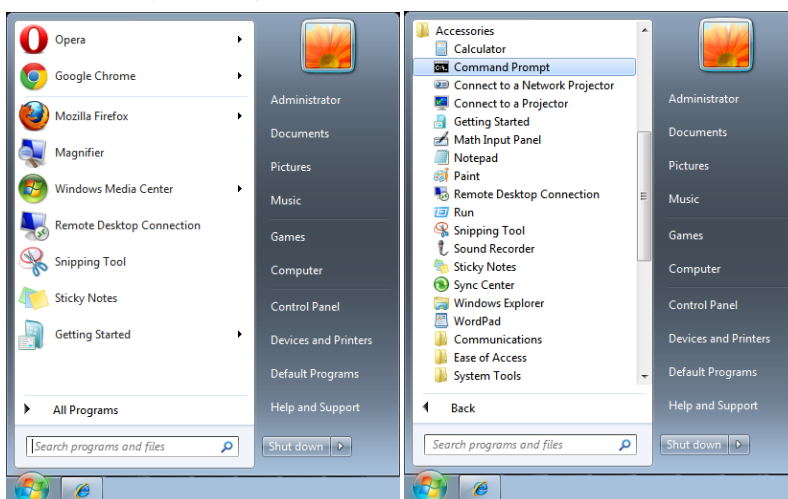 Opera
Google Chrome
Mozilla Firefox
Magnifier
Windows Media Center
Remote Desktop Connection
Snipping Tool
Sticky Notes
Getting Started
All Programs
Search programs and files
Administrator
Documents
Pictures
Music
Games
Computer
Control Panel
Devices and Printers
Default Programs
Help and Support
Shut down
Accessories
Calculator
Command Prompt
Connect to a Network Projector
Connect to a Projector
Getting Started
Math Input Panel
Notepad
Paint
Remote Desktop Connection
Run
Snipping Tool
Sound Recorder
Sticky Notes
Sync Center
Windows Explorer
WordPad
Communications
Ease of Access
System Tools
Back
Search programs and files
Administrator
Documents
Pictures
Music
Games
Computer
Control Panel
Devices and Printers
Default Programs
Help and Support
Shut down